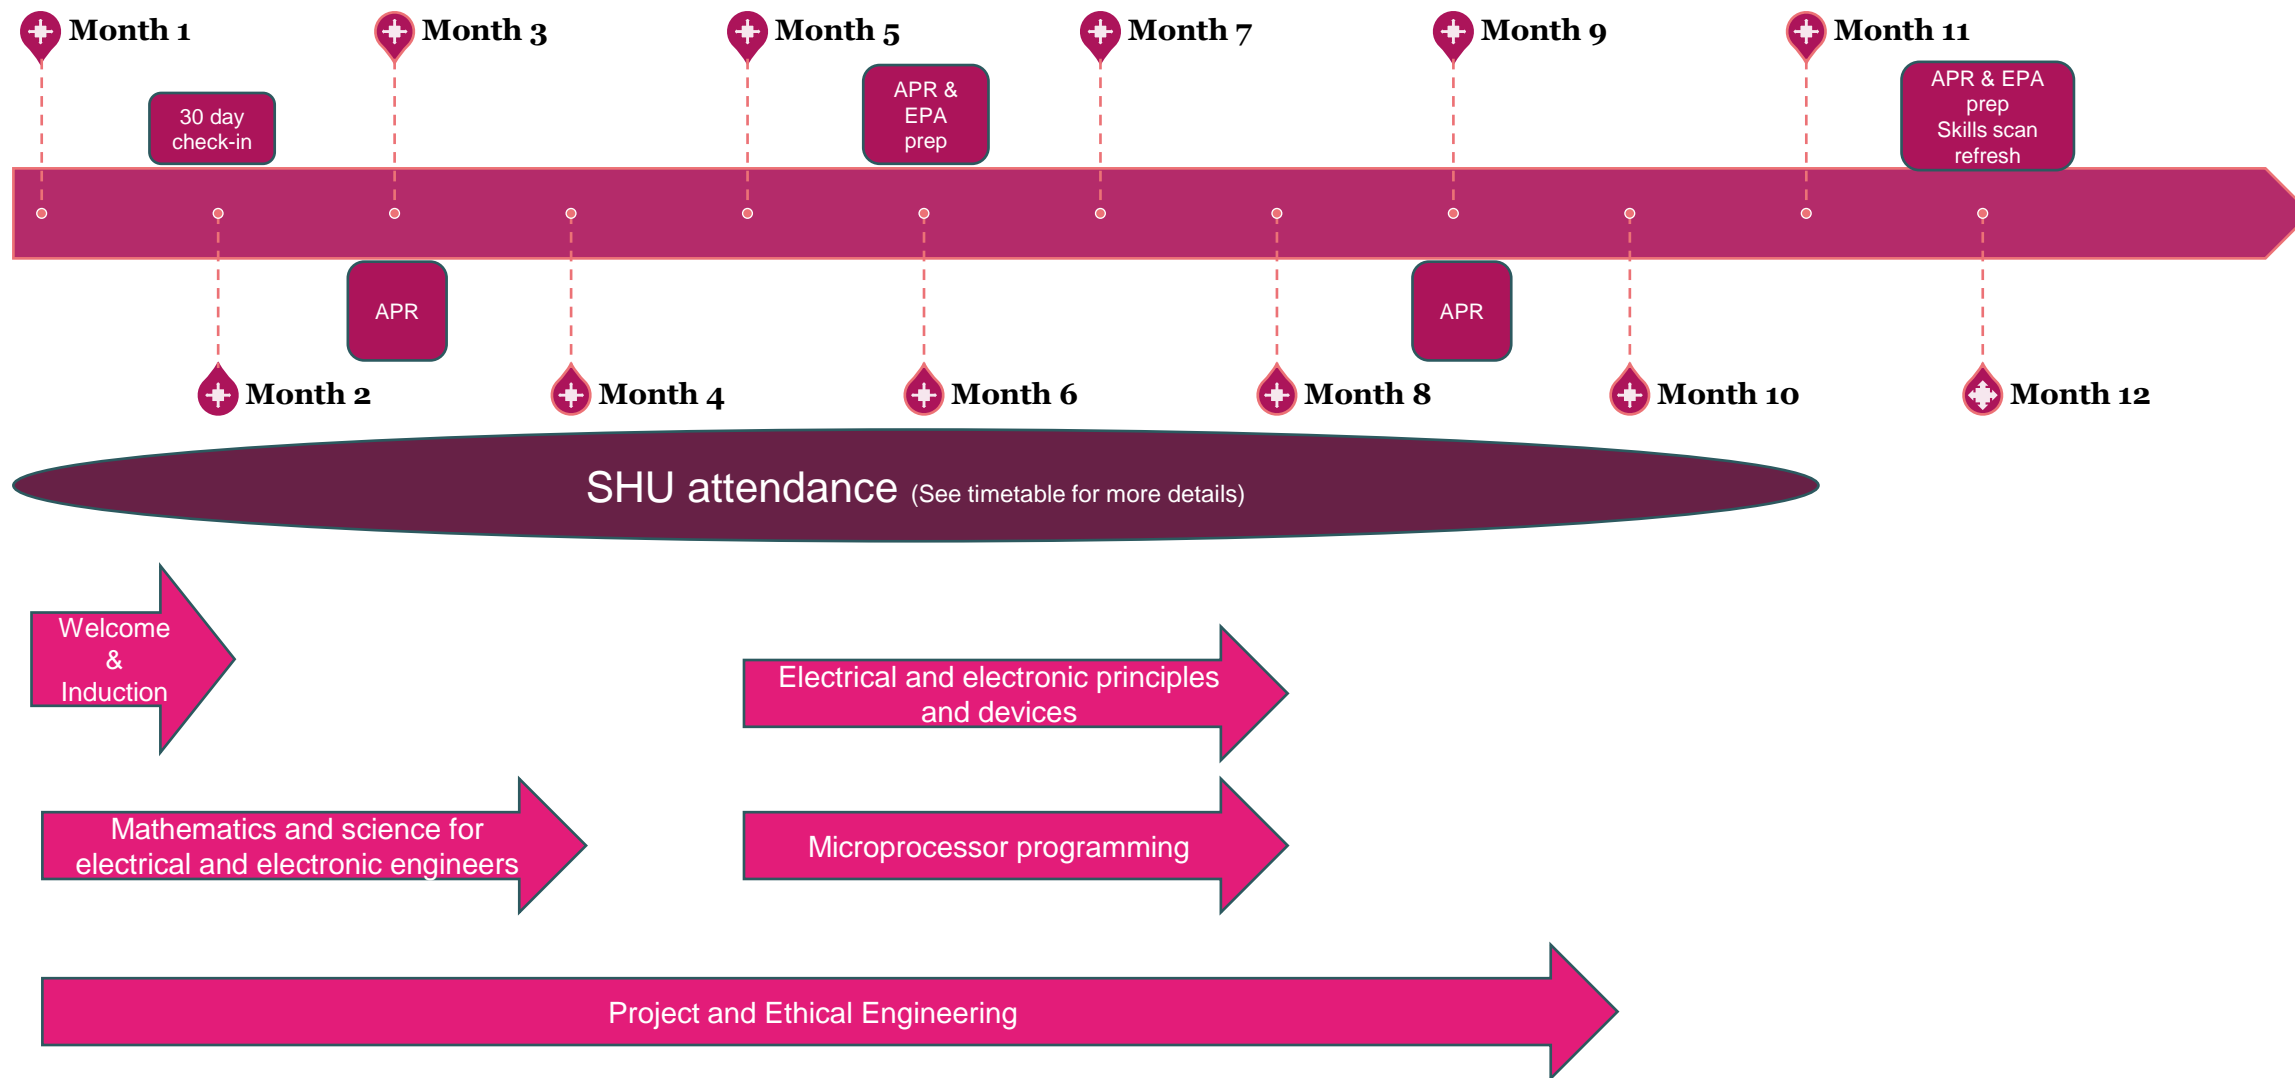 Month 1
Month 3
Month 5
Month 7
Month 9
Month 11
30 day
check-in
APR &
EPA
prep
APR & EPA
prep
Skills scan
refresh
APR
APR
Month 2
Month 4
Month 6
Month 8
Month 10
Month 12
SHU attendance (See timetable for more details)
Welcome
&
Induction
Electrical and electronic principles
and devices
Mathematics and science for
electrical and electronic engineers
Microprocessor programming
Project and Ethical Engineering